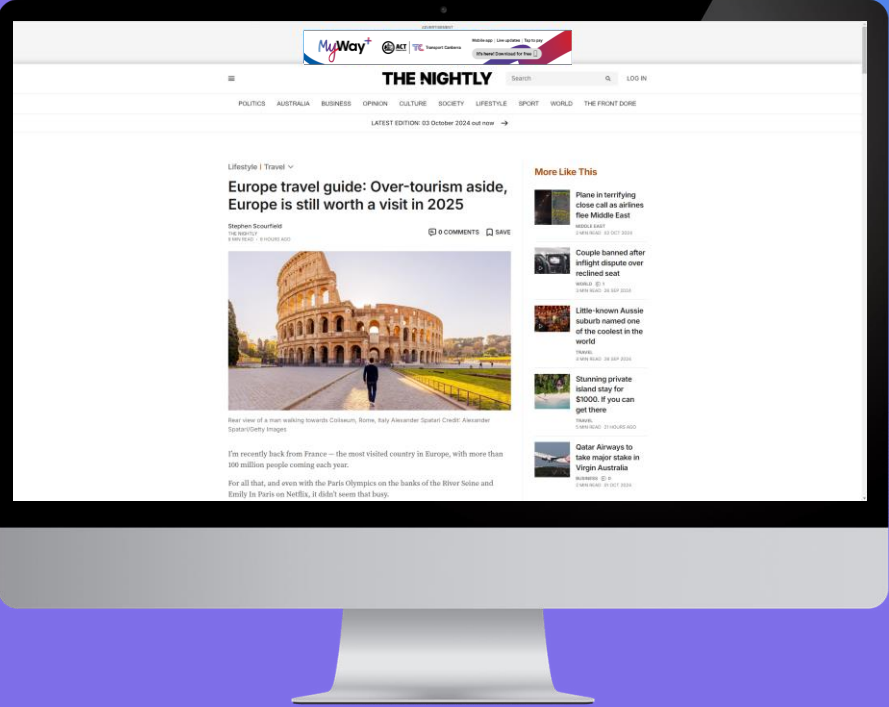 ADVERTISEMENT
MyWay+
ACT
TC
Transport Canberra
Mobile app | Live updates | Tap to pay
It's here! Download for free
THE NIGHTLY
Search
LOG IN
POLITICS AUSTRALIA BUSINESS OPINION CULTURE SOCIETY LIFESTYLE SPORT WORLD THE FRONT DORE
LATEST EDITION: 03 October 2024 out now →
Lifestyle | Travel
Europe travel guide: Over-tourism aside,
Europe is still worth a visit in 2025
Stephen Scourfield
THE NIGHTLY
8 MIN READ • 8 HOURS AGO
0 COMMENTS SAVE
Rear view of a man walking towards Coliseum, Rome, Italy Alexander Spatari Credit: Alexander
Spatari/Getty Images
I'm recently back from France — the most visited country in Europe, with more than
100 million people coming each year.
For all that, and even with the Paris Olympics on the banks of the River Seine and
Emily In Paris on Netflix, it didn't seem that busy.
More Like This
Plane in terrifying
close call as airlines
flee Middle East
MIDDLE EAST
2 MIN READ 02 OCT 2024
Couple banned after
inflight dispute over
reclined seat
WORLD 1
3 MIN READ 26 SEP 2024
Little-known Aussie
suburb named one
of the coolest in the
world
TRAVEL
3 MIN READ 26 SEP 2024
Stunning private
island stay for
$1000. If you can
get there
TRAVEL
5 MIN READ 21 HOURS AGO
Qatar Airways to
take major stake in
Virgin Australia
BUSINESS 0
2 MIN READ 01 OCT 2024